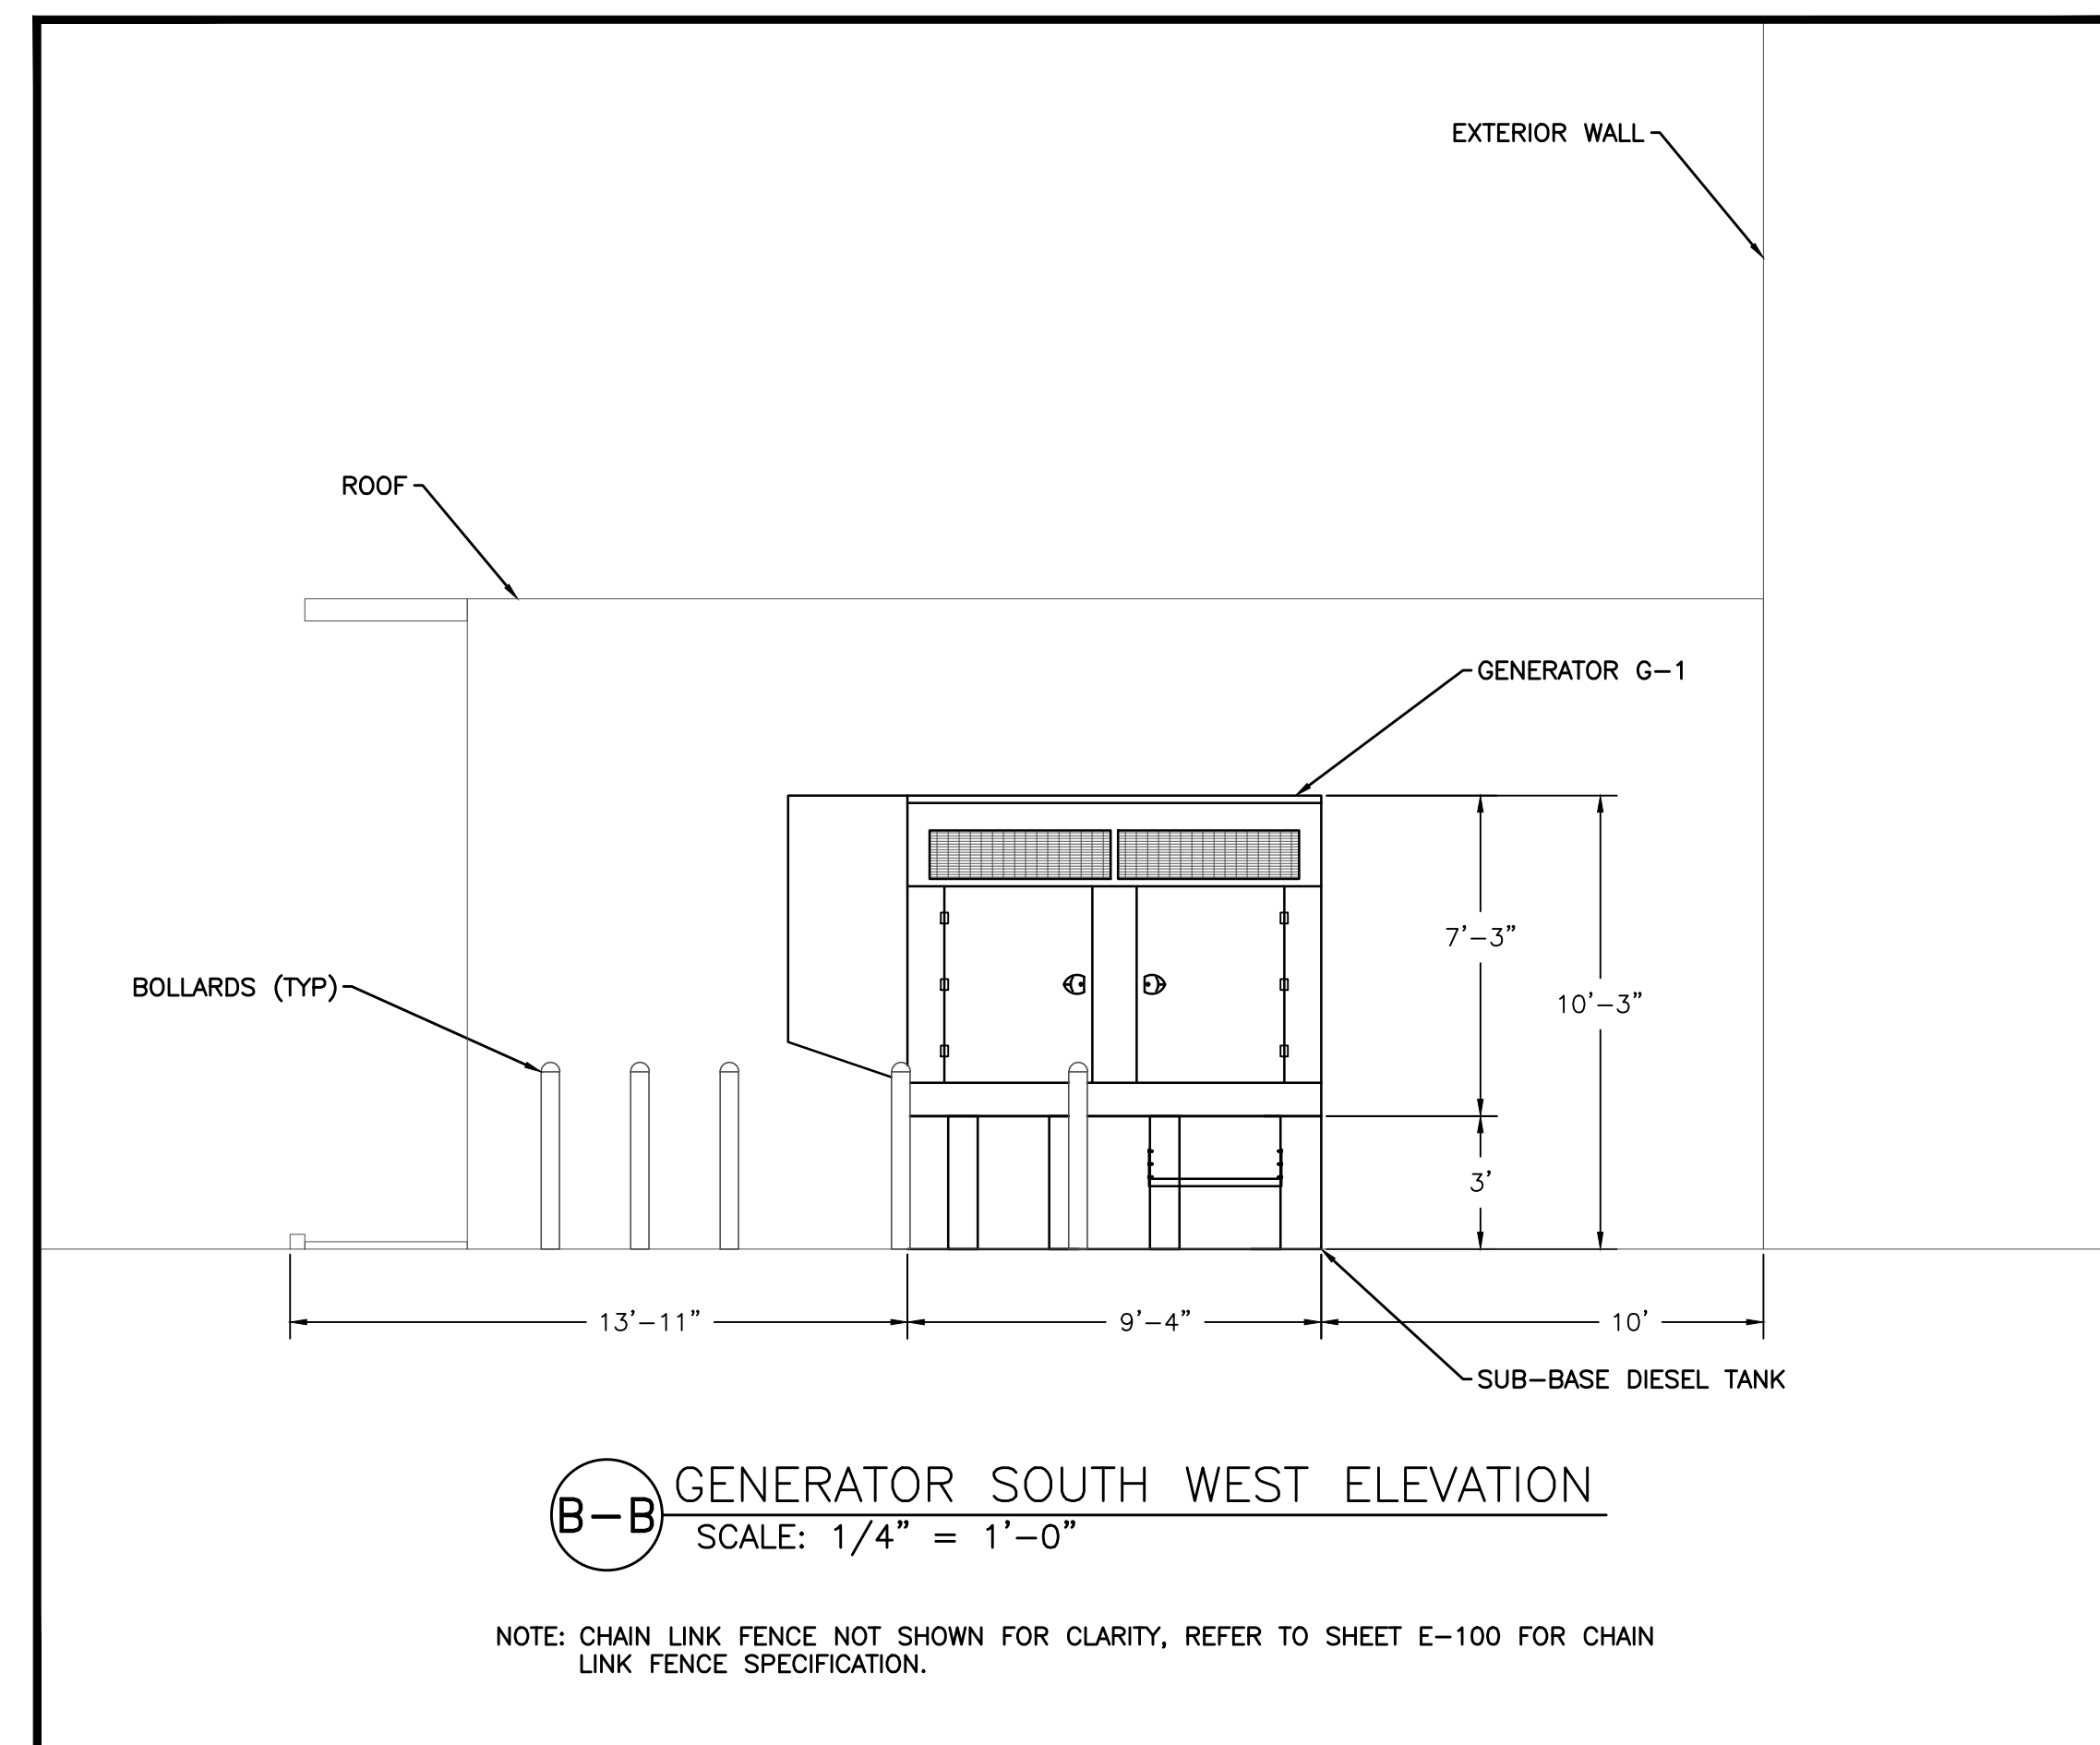 EXTERIOR WALL
ROOF
GENERATOR G-1
7'-3"
BOLLARDS (TYP)
10'-3"
3'
13'-11"
9'-4"
10'
SUB-BASE DIESEL TANK
B-B
GENERATOR SOUTH WEST ELEVATION
SCALE: 1/4" = 1'-0"
NOTE: CHAIN LINK FENCE NOT SHOWN FOR CLARITY, REFER TO SHEET E-100 FOR CHAIN
LINK FENCE SPECIFICATION.